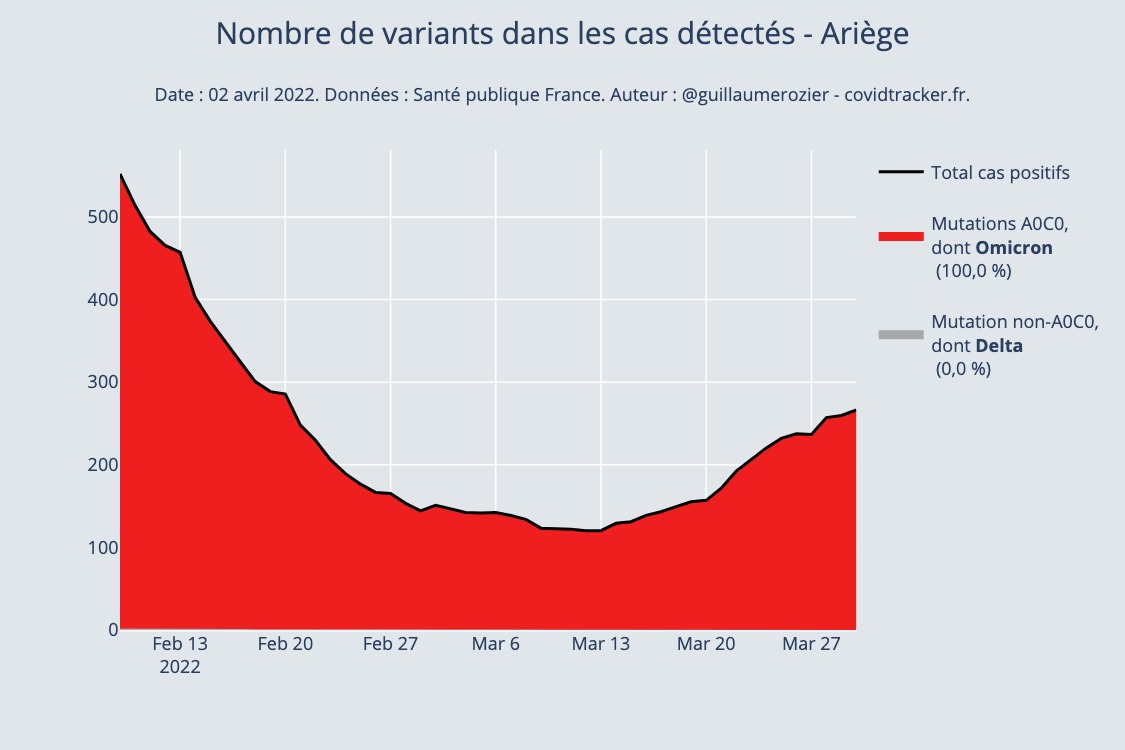 Nombre de variants dans les cas détectés - Ariège
Date : 02 avril 2022. Données : Santé publique France. Auteur : @guillaumerozier - covidtracker.fr.
Total cas positifs
Mutations A0C0,
dont Omicron
(100,0 %)
Mutation non-A0C0,
dont Delta
(0,0 %)
500
400
300
200
100
0
Feb 13
2022
Feb 20
Feb 27
Mar 6
Mar 13
Mar 20
Mar 27